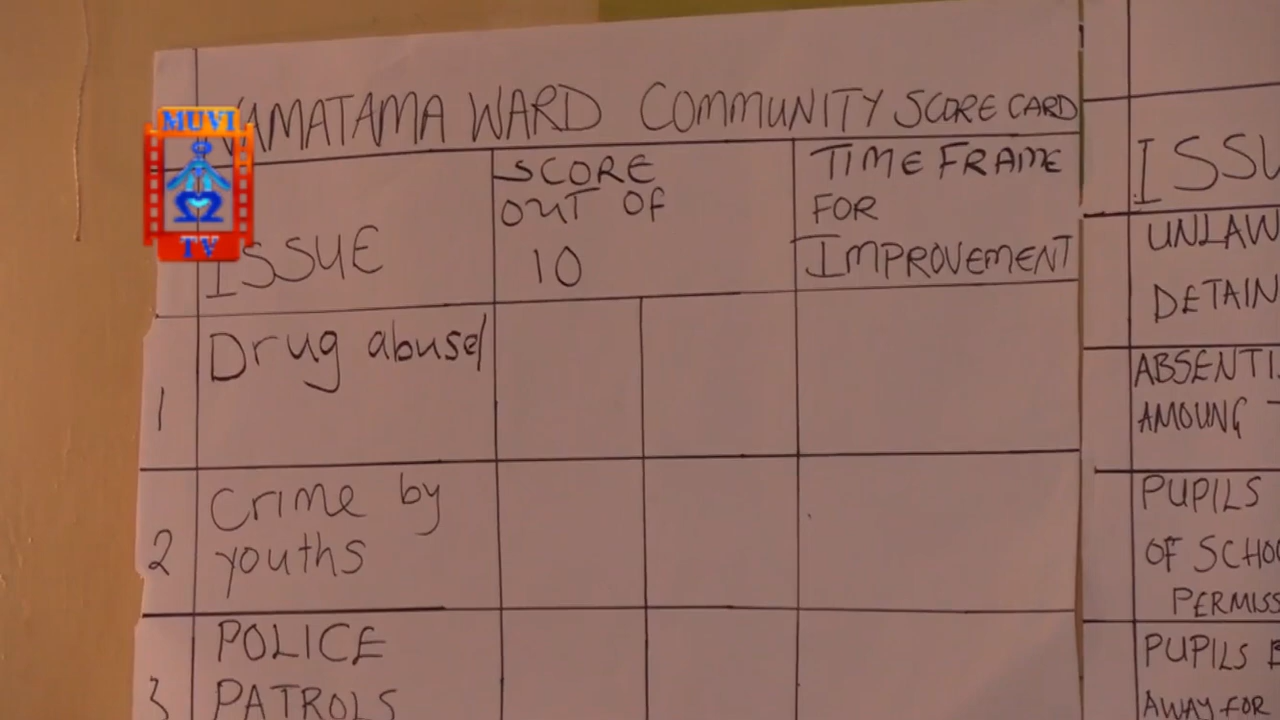 MUVI
TV
WARD COMMUNITY SCORE CARD
ISSUE
SCORE
OUT OF
10
TIME FRAME
FOR
IMPROVEMENT
1
Drug abuse/
2
Crime by
youths
3
POLICE
PATROLS
ISSU
UNLAW
DETAIN
ABSENTI
AMOUNG
PUPILS
OF SCHO
PERMISS
PUPILS
AWAY FOR